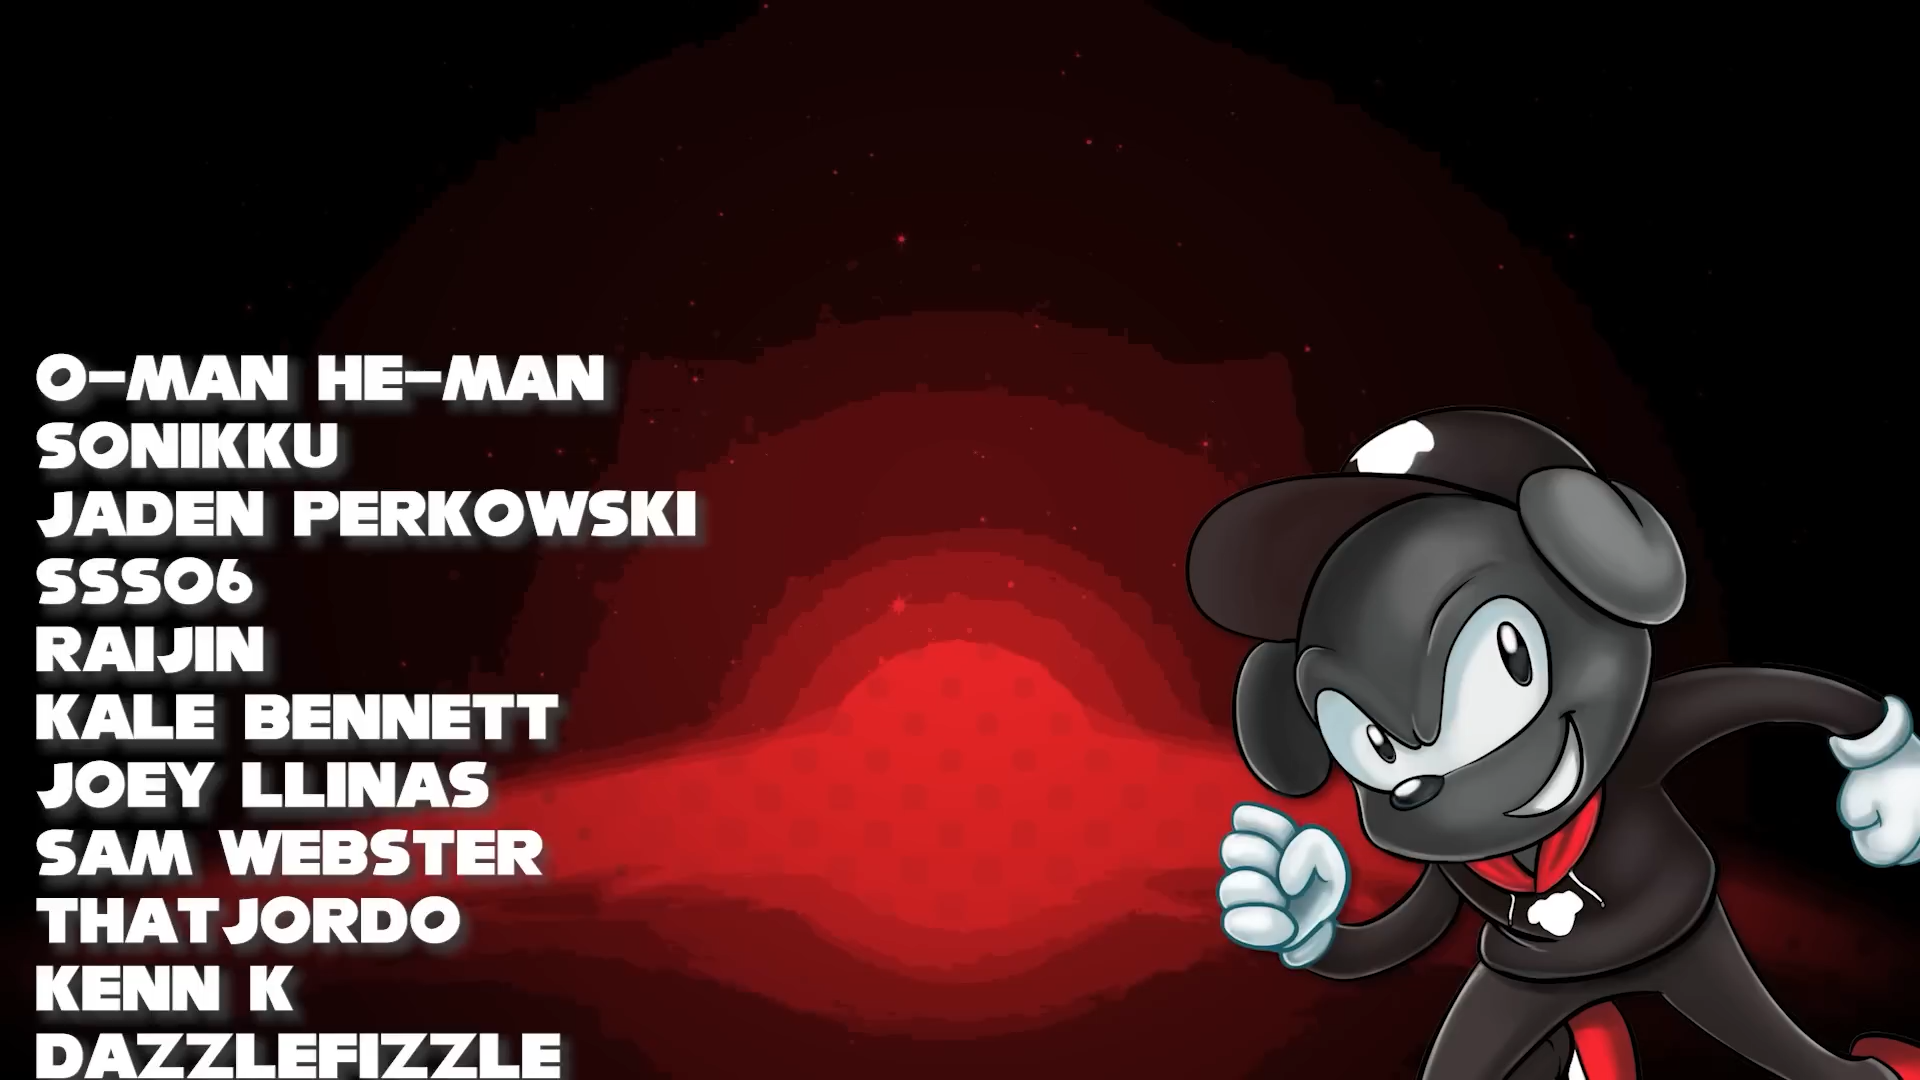 O-MAN HE-MAN
SONIKKU
JADEN PERKOWSKI
SSS06
RAIJIN
KALE BENNETT
JOEY LLINAS
SAM WEBSTER
THATJORDO
KENN K
DAZZLEFIZZLE